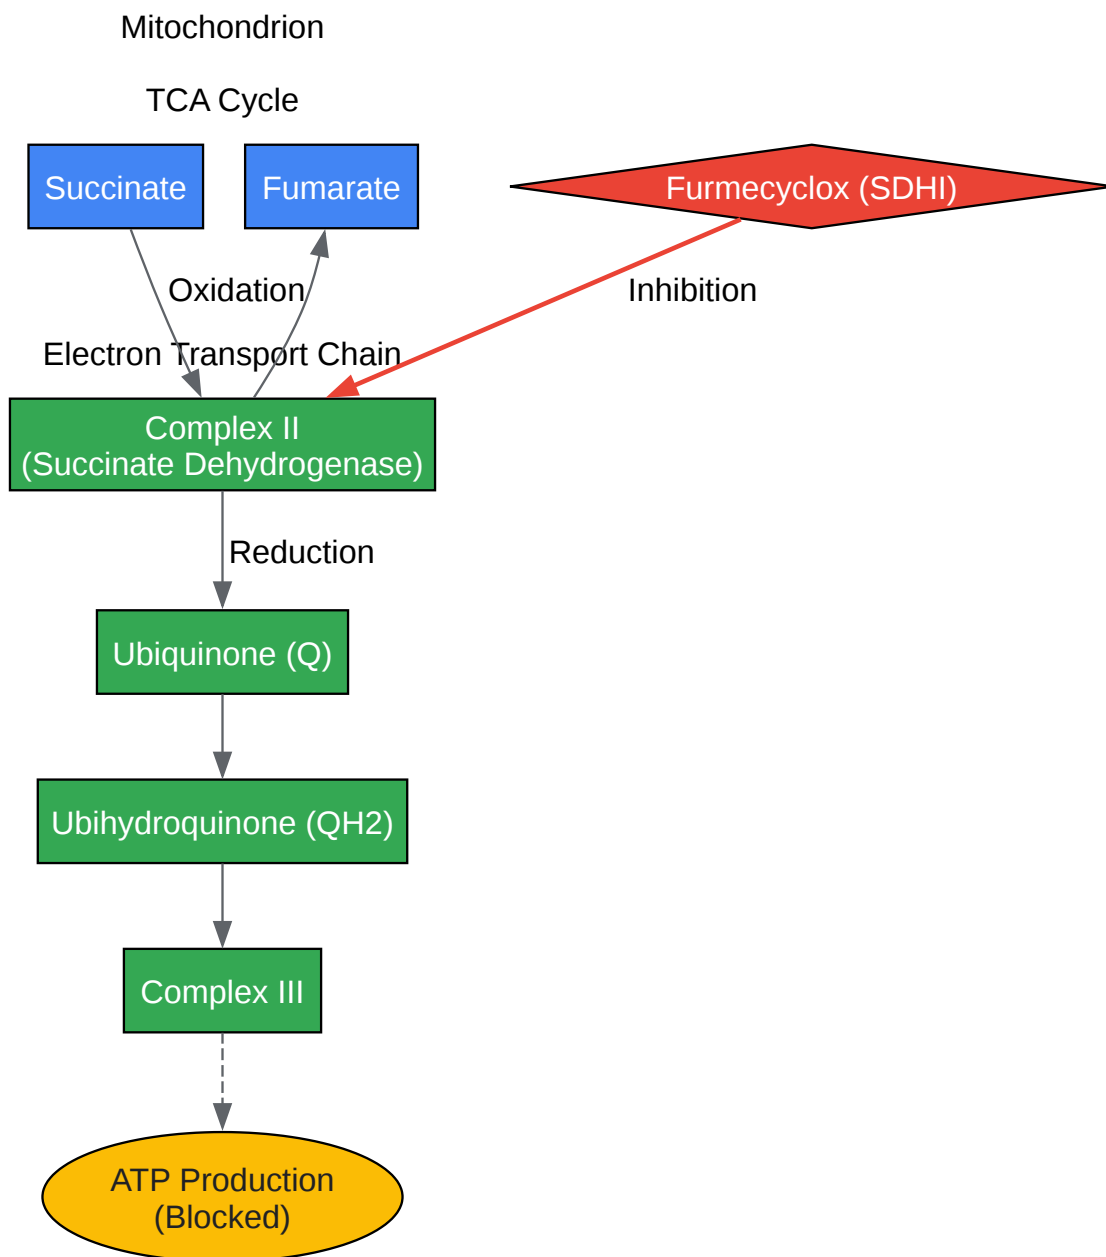 Mitochondrion
TCA Cycle
Succinate
Fumarate
Furmecyclox (SDHI)
Oxidation
Inhibition
Electron Transport Chain
Complex II
(Succinate Dehydrogenase)
Reduction
Ubiquinone (Q)
Ubihydroquinone (QH2)
Complex III
ATP Production
(Blocked)